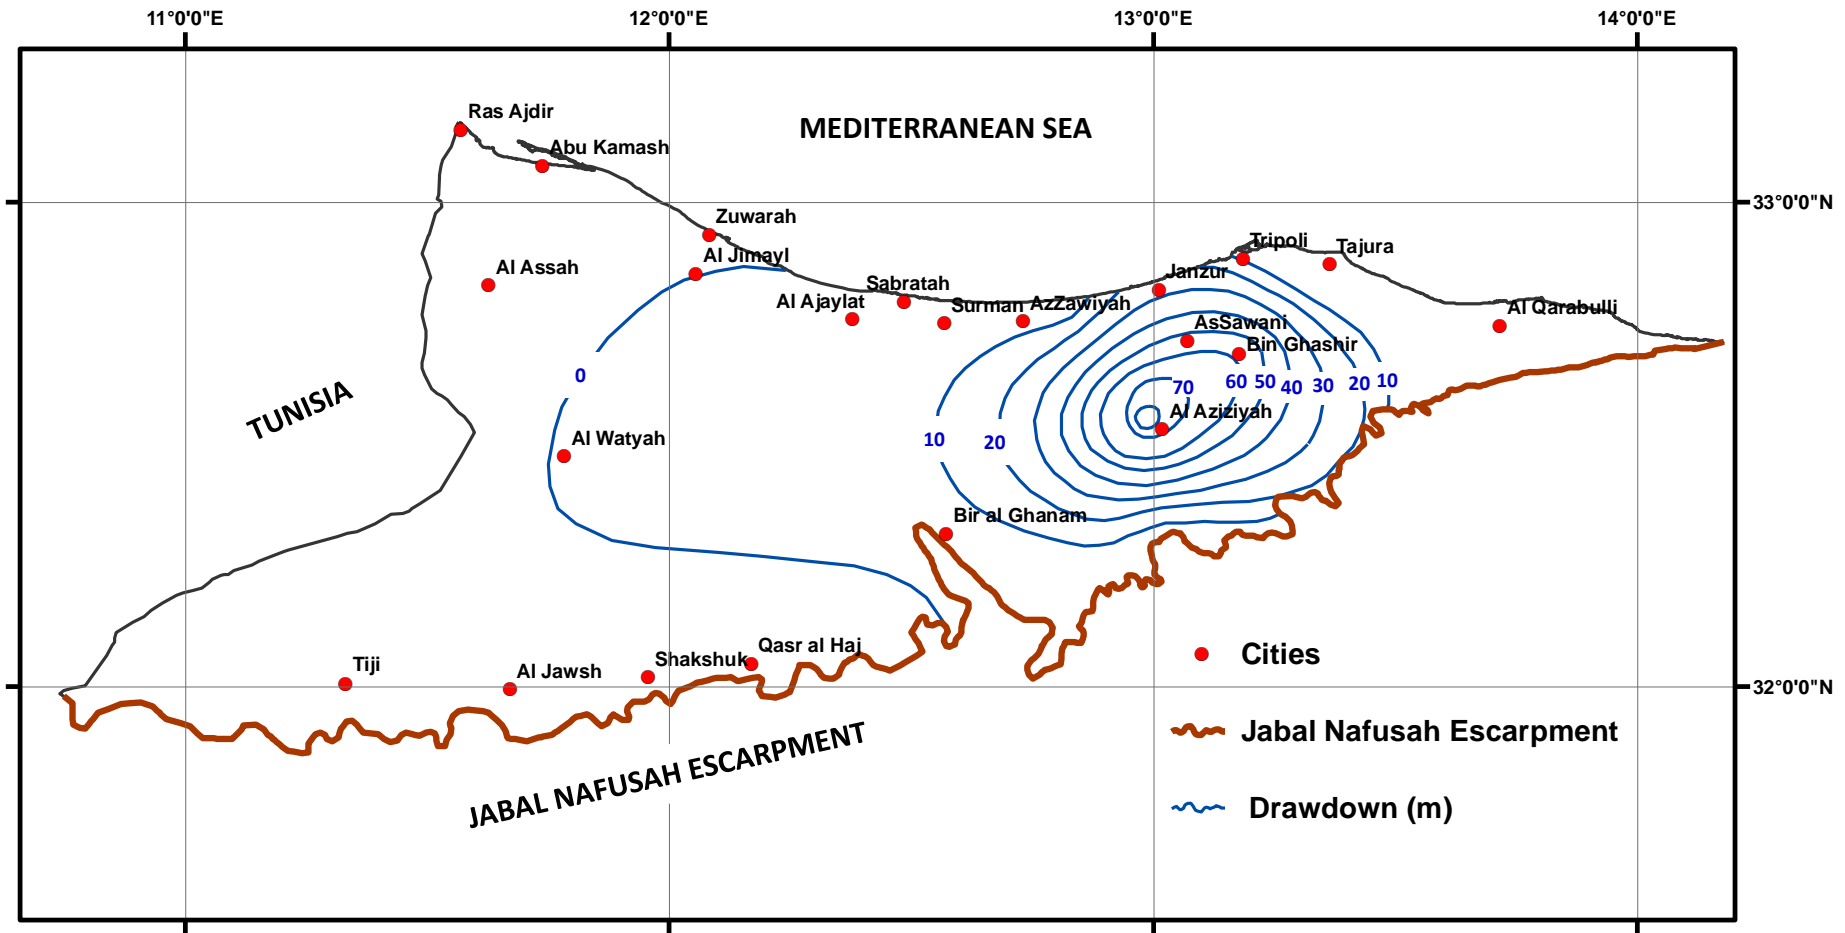 11°0'0"E
12°0'0"E
13°0'0"E
14°0'0"E
Ras Ajdir
MEDITERRANEAN SEA
Abu Kamash
33°0'0"N
Zuwarah
Tripoli
Tajura
Al Jimayl
Al Assah
Janzur
Sabratah
Al Ajaylat
Surman
AzZawiyah
Al Qarabulli
AsSawani
Bin Ghashir
0
70
60
50
40
30
20
10
TUNISIA
Al Aziziyah
Al Watyah
10
20
Bir al Ghanam
Qasr al Haj
Shakshuk
Tiji
Al Jawsh
Cities
32°0'0"N
Jabal Nafusah Escarpment
JABAL NAFUSAH ESCARPMENT
Drawdown (m)